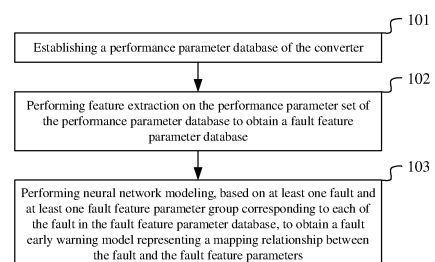 101
Establishing a performance parameter database of the converter
102
Performing feature extraction on the performance parameter set of
the performance parameter database to obtain a fault feature
parameter database
103
Performing neural network modeling, based on at least one fault and
at least one fault feature parameter group corresponding to each of
the fault in the fault feature parameter database, to obtain a fault
early warning model representing a mapping relationship between
the fault and the fault feature parameters